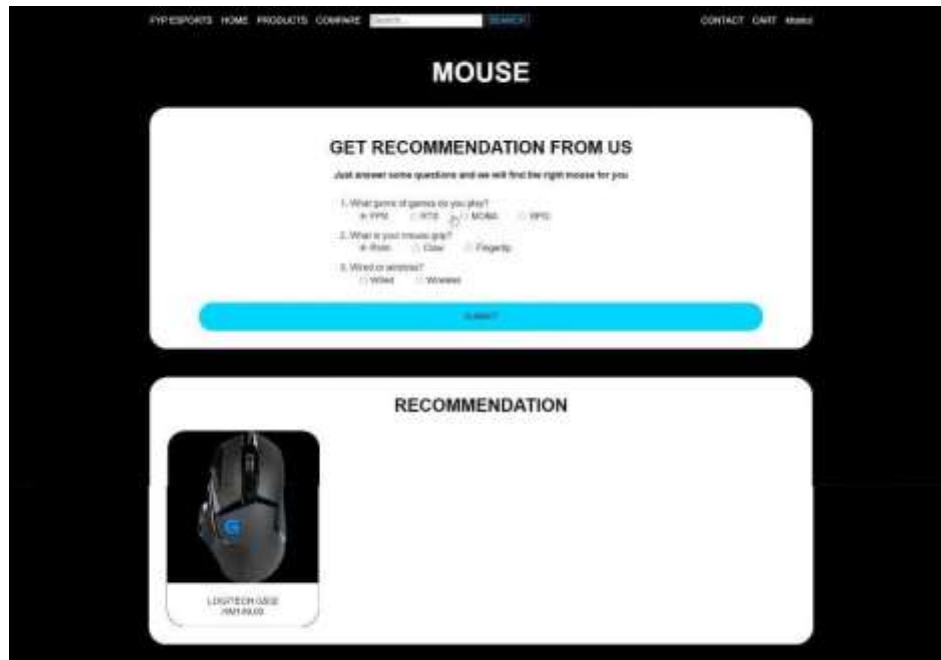 FYP ESPORTS HOME PRODUCTS COMPARE Search... SEARCH CONTACT CART
MOUSE
GET RECOMMENDATION FROM US
Just answer some questions and we will find the right mouse for you
1. What genre of games do you play?
FPS RTS MOBA RPG
2. What is your mouse grip?
Palm Claw Fingertip
3. Wired or wireless?
Wired Wireless
SUBMIT
RECOMMENDATION
G
LOGITECH G502